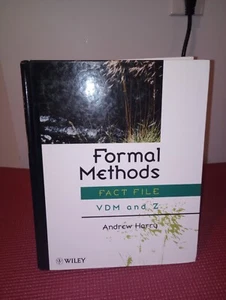 Formal
Methods
FACT FILE
VDM and Z
Andrew Harry
WILEY